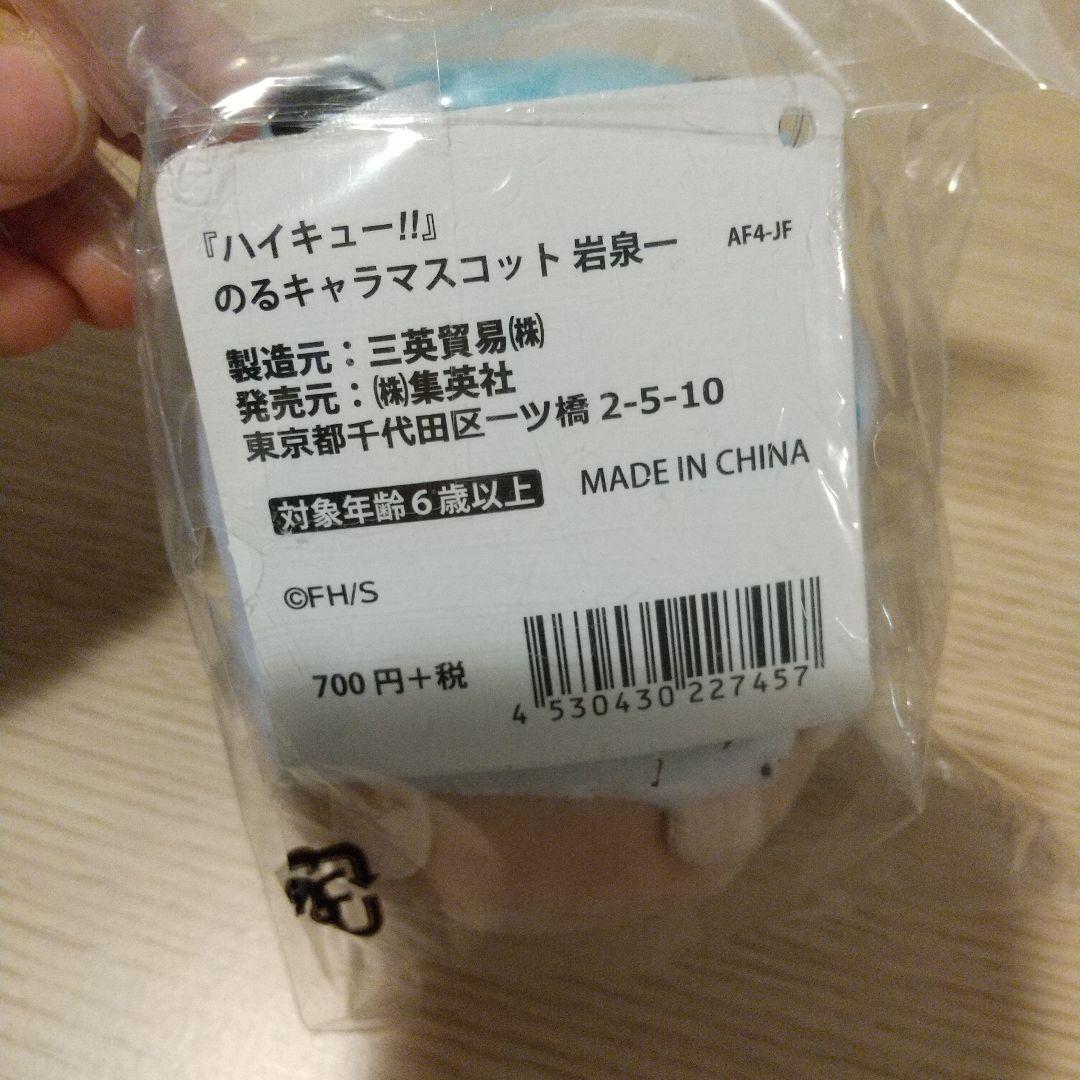 『ハイキュー!!』
のるキャラマスコット 岩泉一
AF4-JF
製造元：三英貿易㈱
発売元：㈱集英社
東京都千代田区一ツ橋 2-5-10
対象年齢6歳以上
MADE IN CHINA
©FH/S
700 円＋税
4 530430 227457